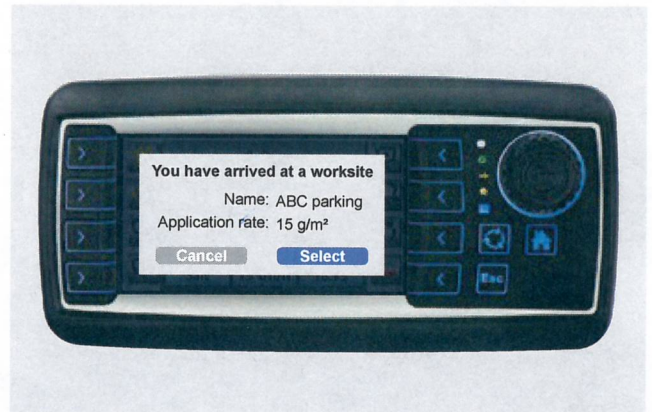 You have arrived at a worksite
Name: ABC parking
Application rate: 15 g/m²
Cancel Select
Esc